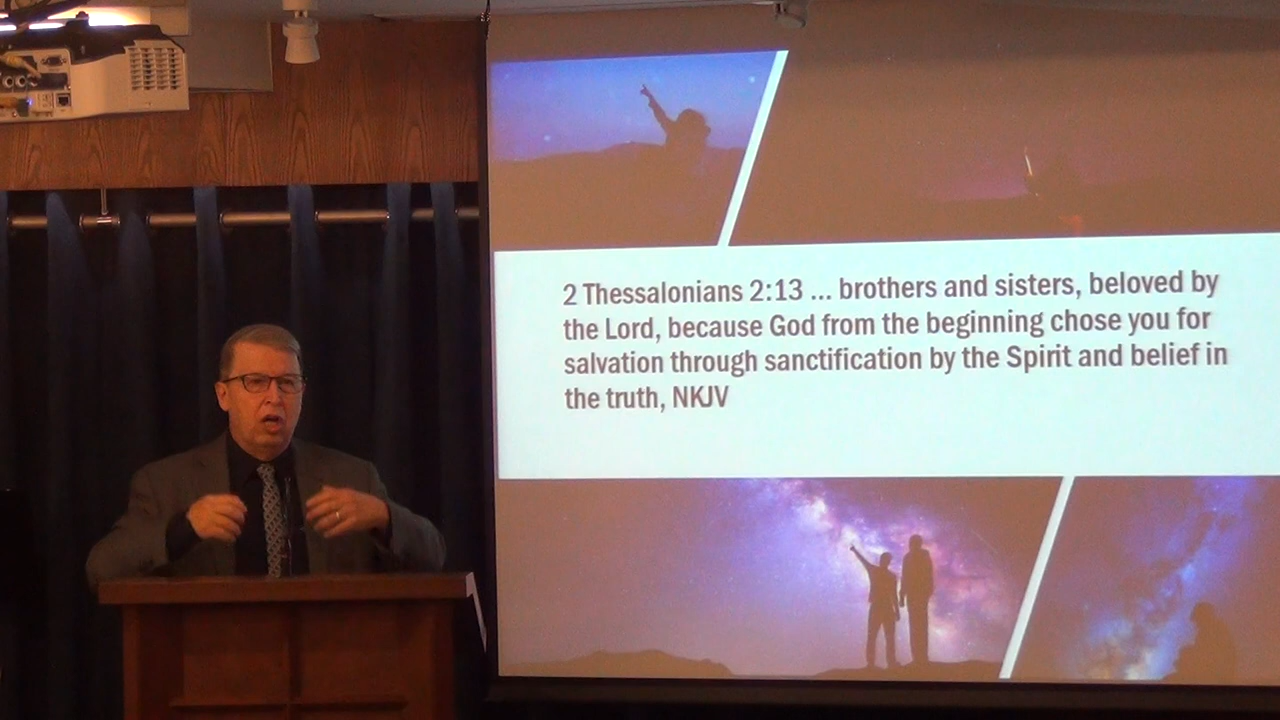 2 Thessalonians 2:13 ... brothers and sisters, beloved by
the Lord, because God from the beginning chose you for
salvation through sanctification by the Spirit and belief in
the truth, NKJV